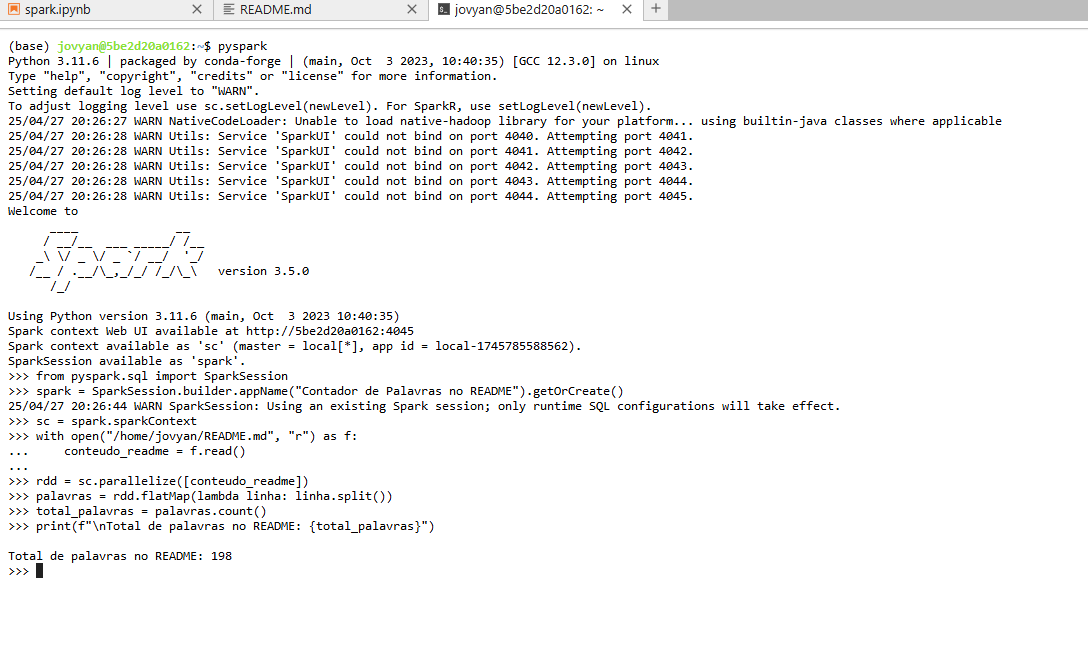 spark.ipynb
README.md
jovyan@5be2d20a0162: ~
(base) jovyan@5be2d20a0162:~$ pyspark
Python 3.11.6 | packaged by conda-forge | (main, Oct  3 2023, 10:40:35) [GCC 12.3.0] on linux
Type "help", "copyright", "credits" or "license" for more information.
Setting default log level to "WARN".
To adjust logging level use sc.setLogLevel(newLevel). For SparkR, use setLogLevel(newLevel).
25/04/27 20:26:27 WARN NativeCodeLoader: Unable to load native-hadoop library for your platform... using builtin-java classes where applicable
25/04/27 20:26:28 WARN Utils: Service 'SparkUI' could not bind on port 4040. Attempting port 4041.
25/04/27 20:26:28 WARN Utils: Service 'SparkUI' could not bind on port 4041. Attempting port 4042.
25/04/27 20:26:28 WARN Utils: Service 'SparkUI' could not bind on port 4042. Attempting port 4043.
25/04/27 20:26:28 WARN Utils: Service 'SparkUI' could not bind on port 4043. Attempting port 4044.
25/04/27 20:26:28 WARN Utils: Service 'SparkUI' could not bind on port 4044. Attempting port 4045.
Welcome to
      ____              __
     / __/__  ___ _____/ /__
    _\ \/ _ \/ _ `/ __/  '_/
   /__ / .__/\_,_/_/ /_/\_\   version 3.5.0
      /_/
Using Python version 3.11.6 (main, Oct  3 2023 10:40:35)
Spark context Web UI available at http://5be2d20a0162:4045
Spark context available as 'sc' (master = local[*], app id = local-1745785588562).
SparkSession available as 'spark'.
>>> from pyspark.sql import SparkSession
>>> spark = SparkSession.builder.appName("Contador de Palavras no README").getOrCreate()
25/04/27 20:26:44 WARN SparkSession: Using an existing Spark session; only runtime SQL configurations will take effect.
>>> sc = spark.sparkContext
>>> with open("/home/jovyan/README.md", "r") as f:
...     conteudo_readme = f.read()
...
>>> rdd = sc.parallelize([conteudo_readme])
>>> palavras = rdd.flatMap(lambda linha: linha.split())
>>> total_palavras = palavras.count()
>>> print(f"\nTotal de palavras no README: {total_palavras}")
Total de palavras no README: 198
>>>